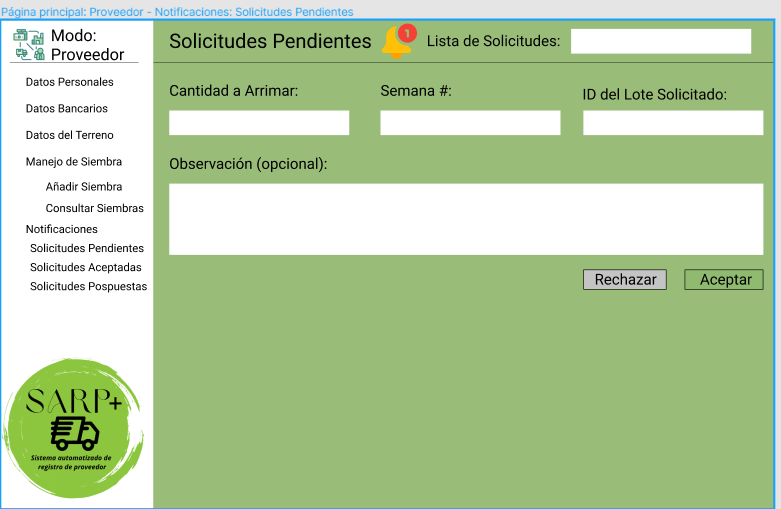 Página principal: Proveedor - Notificaciones: Solicitudes Pendientes
Modo:
Proveedor
Datos Personales
Datos Bancarios
Datos del Terreno
Manejo de Siembra
Añadir Siembra
Consultar Siembras
Notificaciones
Solicitudes Pendientes
Solicitudes Aceptadas
Solicitudes Pospuestas
SARP+
Sistema automatizado de
registro de proveedor
Solicitudes Pendientes
1
Lista de Solicitudes:
Cantidad a Arrimar:
Semana #:
ID del Lote Solicitado:
Observación (opcional):
Rechazar
Aceptar